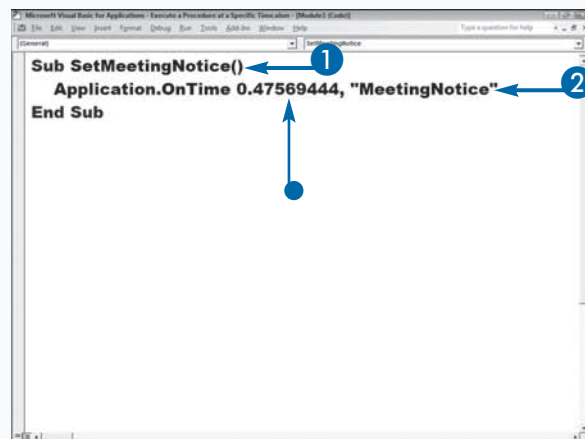 Microsoft Visual Basic for Applications - Execute a Procedure at a Specific Time.xlsm - [Module1 (Code)]
File Edit View Insert Format Debug Run Tools Add-Ins Window Help Type a question for help
(General) SetMeetingNotice
Sub SetMeetingNotice() 1
Application.OnTime 0.47569444, "MeetingNotice" 2
End Sub